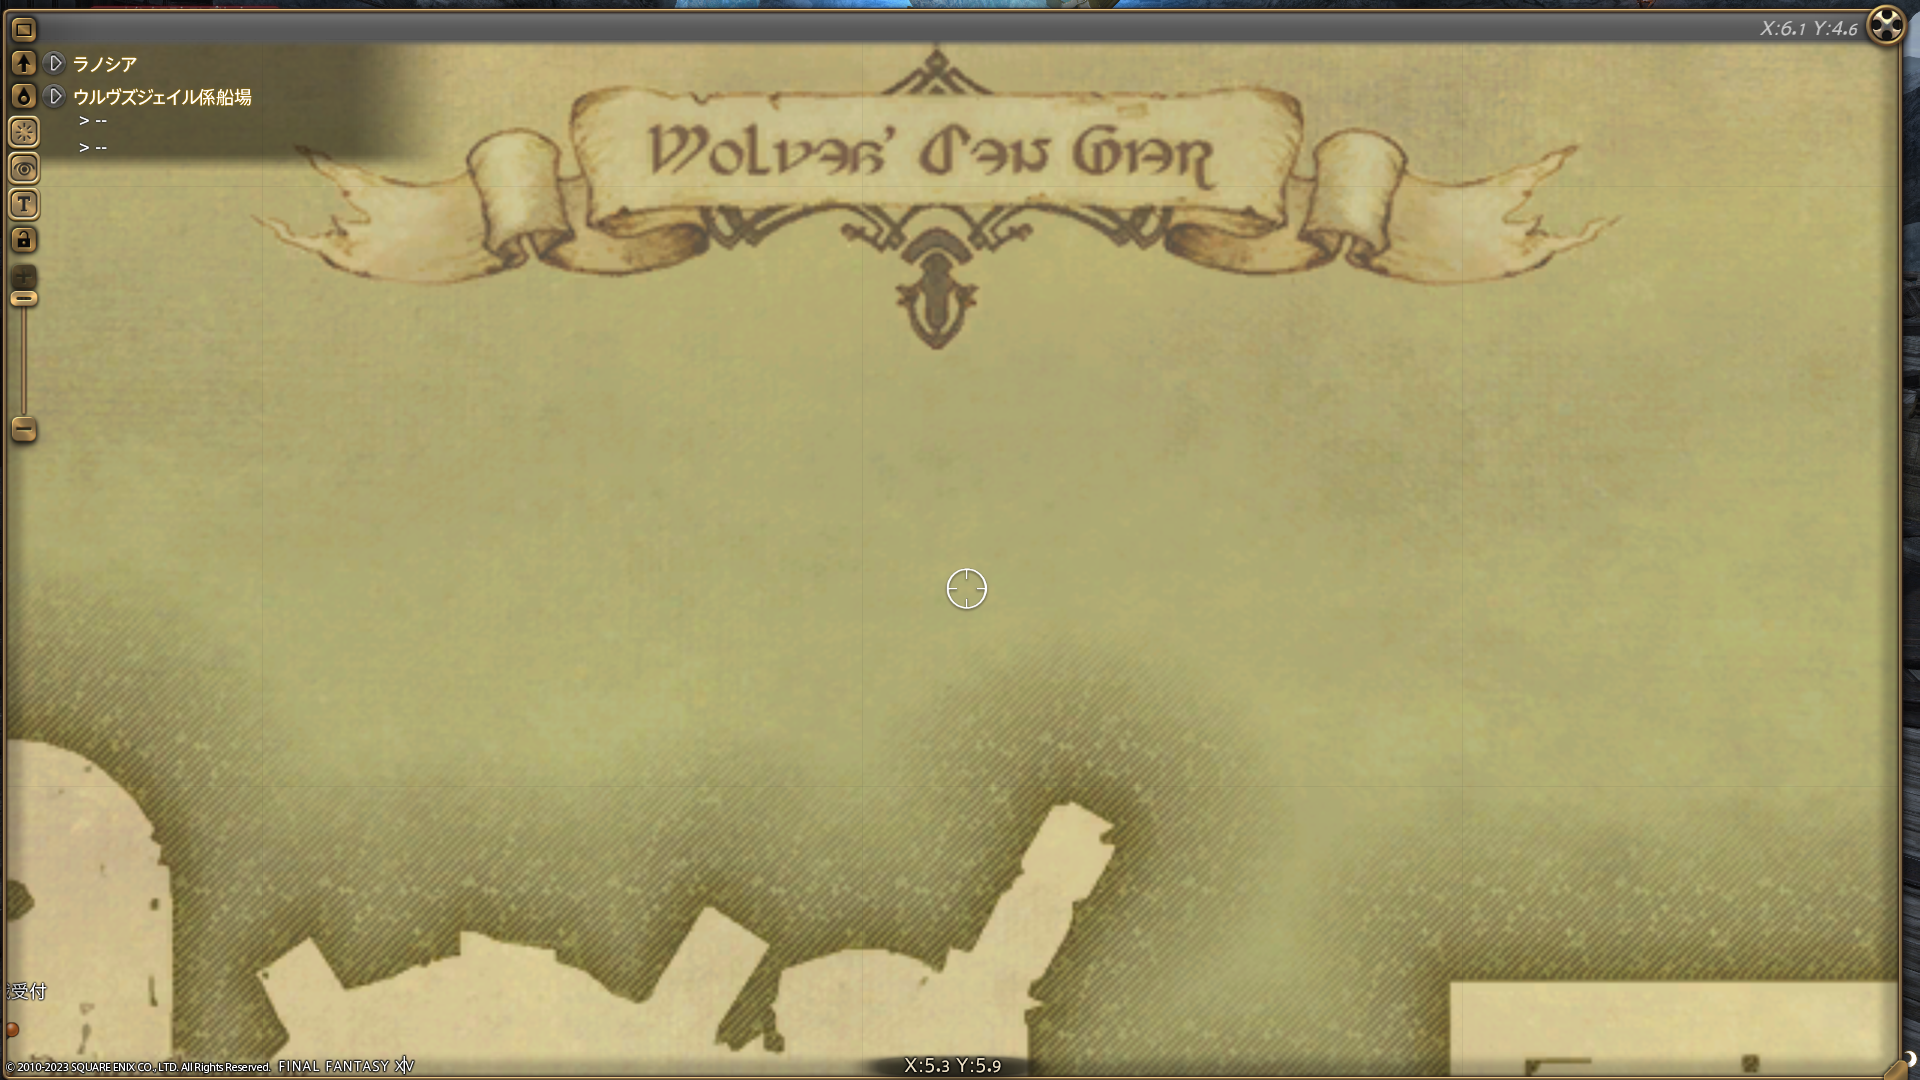 X:6.1 Y:4.6
ラノシア
ウルヴズジェイル係船場
> --
> --
Wolves' Den Pier
T
受付
X:5.3 Y:5.9
© 2010-2023 SQUARE ENIX CO., LTD. All Rights Reserved. FINAL FANTASY XIV